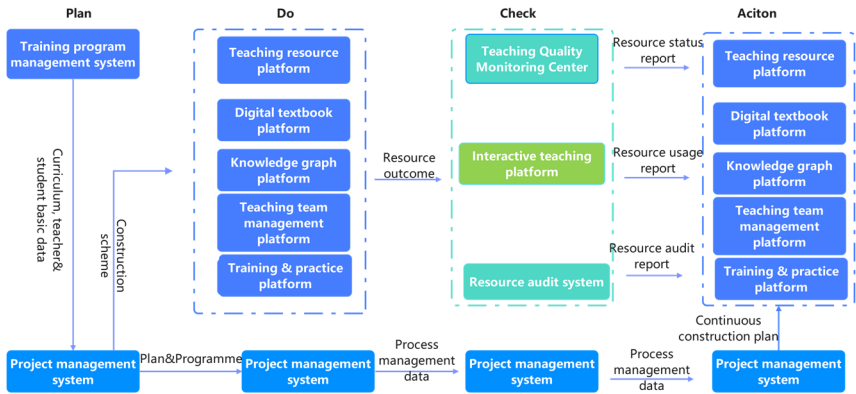 Plan
Do
Check
Aciton
Training program
management system
Teaching resource
platform
Digital textbook
platform
Knowledge graph
platform
Teaching team
management
platform
Training & practice
platform
Teaching Quality
Monitoring Center
Interactive teaching
platform
Resource audit system
Resource status
report
Resource usage
report
Resource audit
report
Teaching resource
platform
Digital textbook
platform
Knowledge graph
platform
Teaching team
management
platform
Training & practice
platform
Curriculum, teacher&
student basic data
Construction
scheme
Resource
outcome
Continuous
construction plan
Project management
system
Plan&Programme
Project management
system
Process
management
data
Project management
system
Process
management
data
Project management
system